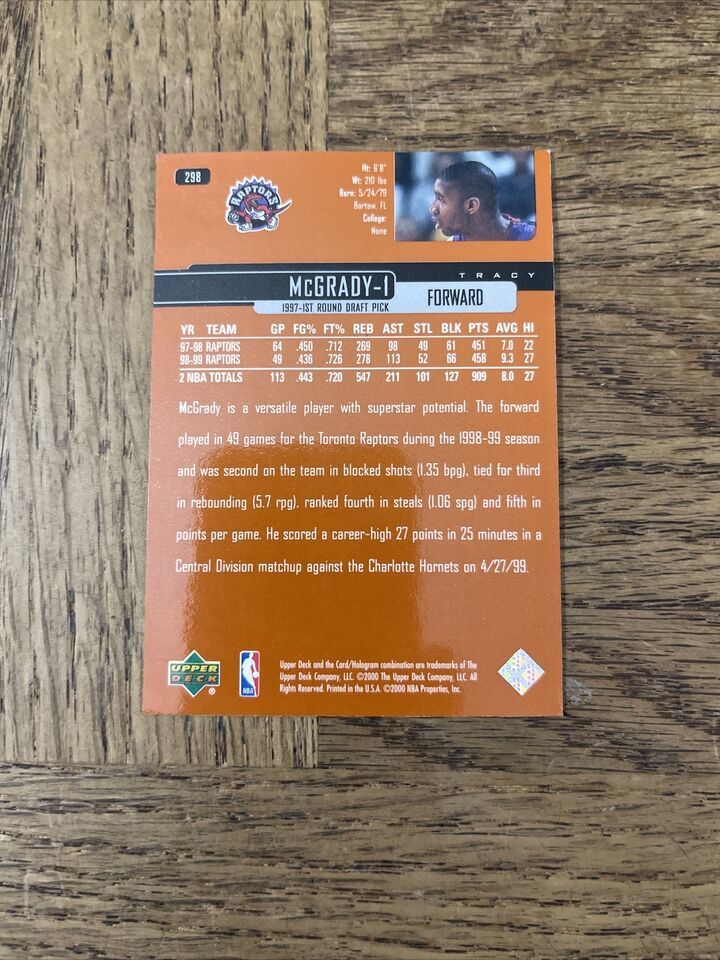 298
RAPTORS
Ht: 6'8"
Wt: 210 lbs
Born: 5/24/79
Bartow, FL
College:
None
TRACY
McGRADY-1
1997-1ST ROUND DRAFT PICK
FORWARD
YR TEAM GP FG% FT% REB AST STL BLK PTS AVG HI
97-98 RAPTORS 64 .450 .712 269 98 49 61 451 7.0 22
98-99 RAPTORS 49 .436 .726 278 113 52 66 458 9.3 27
2 NBA TOTALS 113 .443 .720 547 211 101 127 909 8.0 27
McGrady is a versatile player with superstar potential. The forward
played in 49 games for the Toronto Raptors during the 1998-99 season
and was second on the team in blocked shots (1.35 bpg), tied for third
in rebounding (5.7 rpg), ranked fourth in steals (1.06 spg) and fifth in
points per game. He scored a career-high 27 points in 25 minutes in a
Central Division matchup against the Charlotte Hornets on 4/27/99.
UPPER
DECK
®
NBA
Upper Deck and the Card/Hologram combination are trademarks of The
Upper Deck Company, LLC. ©2000 The Upper Deck Company, LLC. All
Rights Reserved. Printed in the U.S.A. ©2000 NBA Properties, Inc.